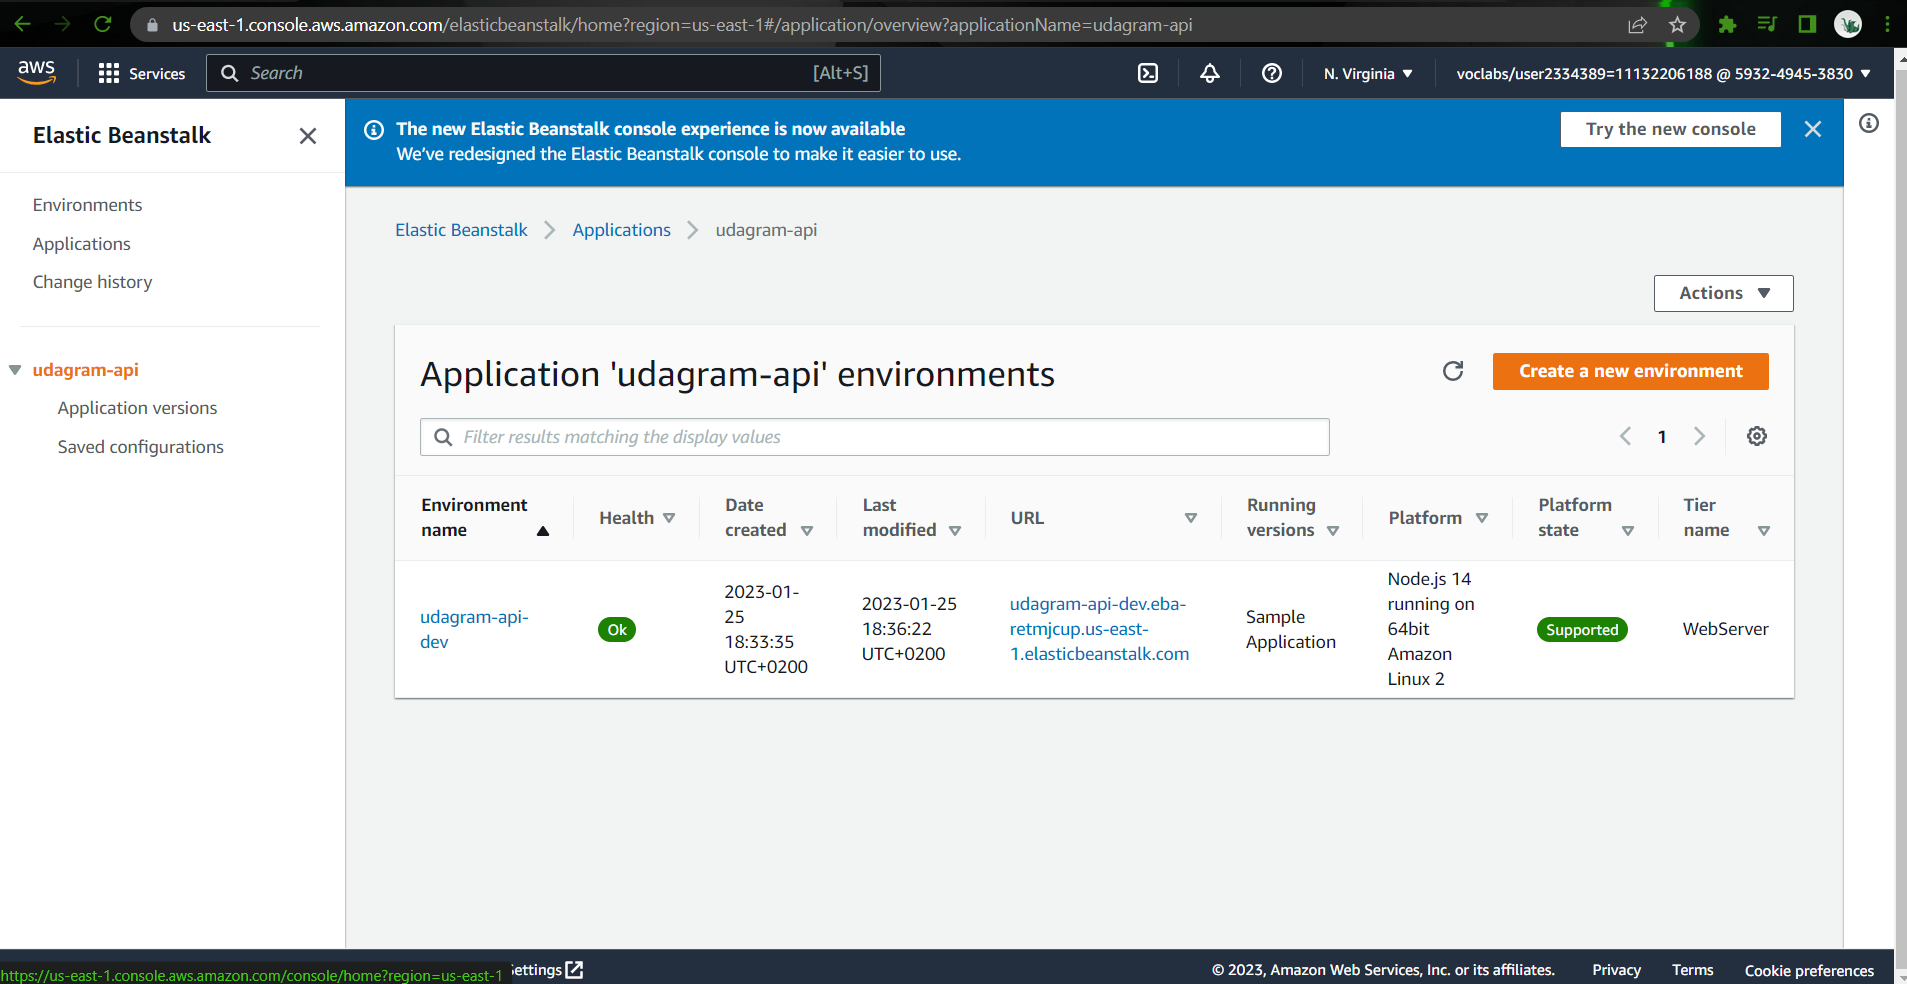 us-east-1.console.aws.amazon.com/elasticbeanstalk/home?region=us-east-1#/application/overview?applicationName=udagram-api
aws
Services
Search
[Alt+S]
N. Virginia
voclabs/user2334389=11132206188 @ 5932-4945-3830
Elastic Beanstalk
Environments
Applications
Change history
udagram-api
Application versions
Saved configurations
The new Elastic Beanstalk console experience is now available
We've redesigned the Elastic Beanstalk console to make it easier to use.
Try the new console
Elastic Beanstalk
Applications
udagram-api
Actions
Application 'udagram-api' environments
Create a new environment
Filter results matching the display values
1
Environment
name
Health
Date
created
Last
modified
URL
Running
versions
Platform
Platform
state
Tier
name
udagram-api-
dev
Ok
2023-01-
25
18:33:35
UTC+0200
2023-01-25
18:36:22
UTC+0200
udagram-api-dev.eba-
retmjcup.us-east-
1.elasticbeanstalk.com
Sample
Application
Node.js 14
running on
64bit
Amazon
Linux 2
Supported
WebServer
https://us-east-1.console.aws.amazon.com/console/home?region=us-east-1
ettings
© 2023, Amazon Web Services, Inc. or its affiliates.
Privacy
Terms
Cookie preferences